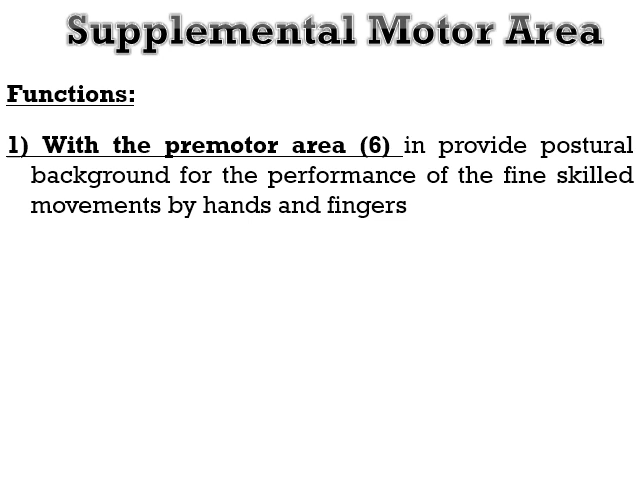 Supplemental Motor Area
Functions:
1) With the premotor area (6) in provide postural
background for the performance of the fine skilled
movements by hands and fingers